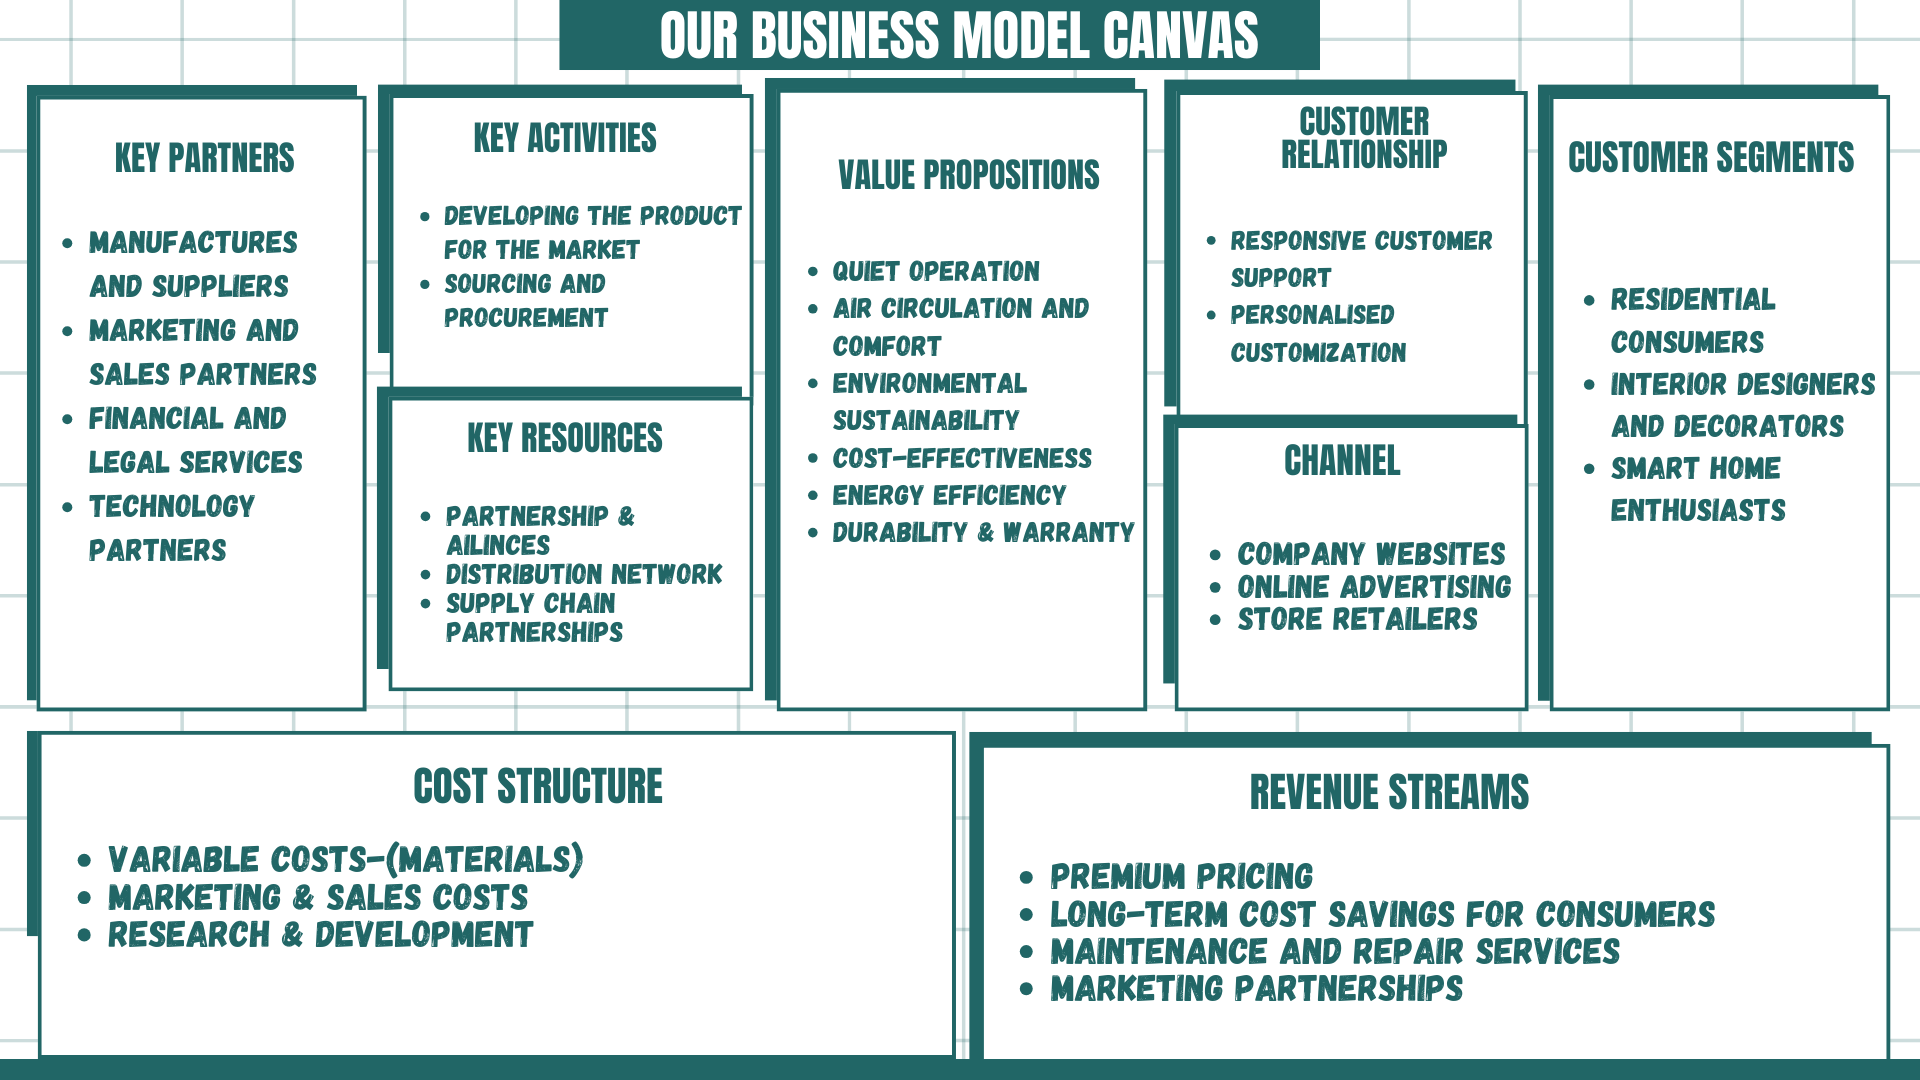 OUR BUSINESS MODEL CANVAS
KEY PARTNERS
MANUFACTURES
AND SUPPLIERS
MARKETING AND
SALES PARTNERS
FINANCIAL AND
LEGAL SERVICES
TECHNOLOGY
PARTNERS
KEY ACTIVITIES
DEVELOPING THE PRODUCT
FOR THE MARKET
SOURCING AND
PROCUREMENT
KEY RESOURCES
PARTNERSHIP &
AILINCES
DISTRIBUTION NETWORK
SUPPLY CHAIN
PARTNERSHIPS
VALUE PROPOSITIONS
QUIET OPERATION
AIR CIRCULATION AND
COMFORT
ENVIRONMENTAL
SUSTAINABILITY
COST-EFFECTIVENESS
ENERGY EFFICIENCY
DURABILITY & WARRANTY
CUSTOMER
RELATIONSHIP
RESPONSIVE CUSTOMER
SUPPORT
PERSONALISED
CUSTOMIZATION
CHANNEL
COMPANY WEBSITES
ONLINE ADVERTISING
STORE RETAILERS
CUSTOMER SEGMENTS
RESIDENTIAL
CONSUMERS
INTERIOR DESIGNERS
AND DECORATORS
SMART HOME
ENTHUSIASTS
COST STRUCTURE
VARIABLE COSTS-(MATERIALS)
MARKETING & SALES COSTS
RESEARCH & DEVELOPMENT
REVENUE STREAMS
PREMIUM PRICING
LONG-TERM COST SAVINGS FOR CONSUMERS
MAINTENANCE AND REPAIR SERVICES
MARKETING PARTNERSHIPS